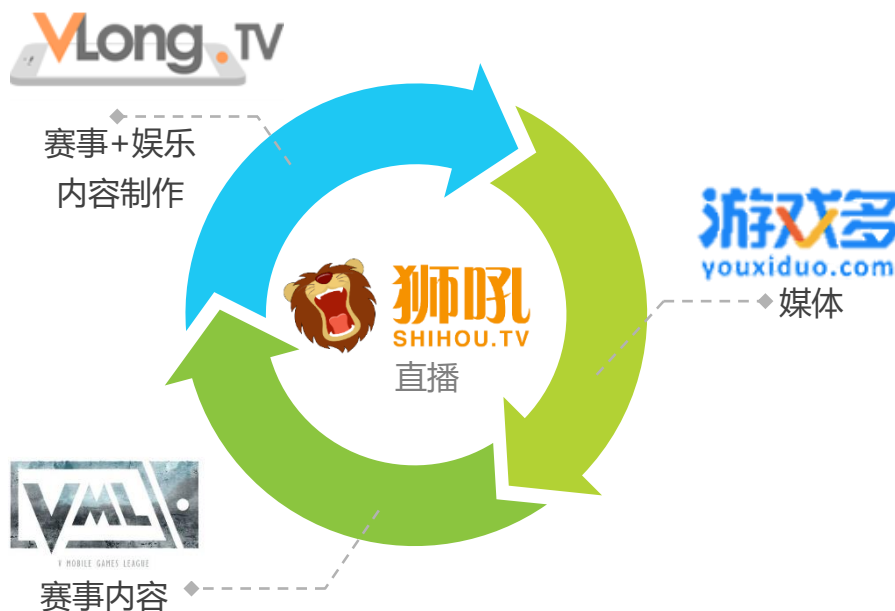 VLong.TV
赛事+娱乐
内容制作
游戏多
youxiduo.com
媒体
狮吼
SHIHOU.TV
直播
VML
V MOBILE GAMES LEAGUE
赛事内容